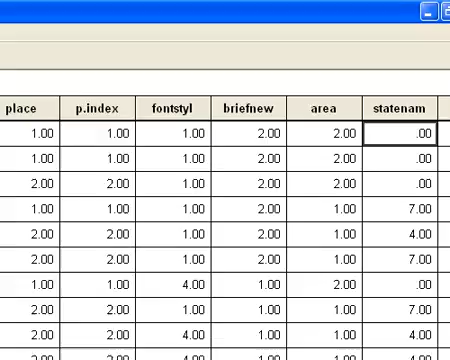 place p.index fontstyl briefnew area statenam
1.00 1.00 1.00 2.00 2.00 .00
1.00 1.00 1.00 2.00 2.00 .00
2.00 2.00 1.00 2.00 2.00 .00
1.00 1.00 1.00 2.00 1.00 7.00
2.00 2.00 1.00 2.00 1.00 4.00
2.00 2.00 1.00 2.00 1.00 7.00
1.00 1.00 4.00 1.00 2.00 .00
2.00 2.00 1.00 1.00 1.00 7.00
2.00 2.00 4.00 1.00 1.00 4.00